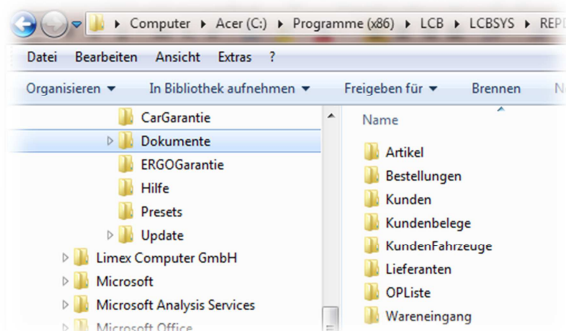 Computer ▸ Acer (C:) ▸ Programme (x86) ▸ LCB ▸ LCBSYS ▸
Datei Bearbeiten Ansicht Extras ?
Organisieren In Bibliothek aufnehmen Freigeben für Brennen
CarGarantie
Dokumente
ERGOGarantie
Hilfe
Presets
Update
Limex Computer GmbH
Microsoft
Microsoft Analysis Services
Microsoft Office
Name
Artikel
Bestellungen
Kunden
Kundenbelege
KundenFahrzeuge
Lieferanten
OPListe
Wareneingang